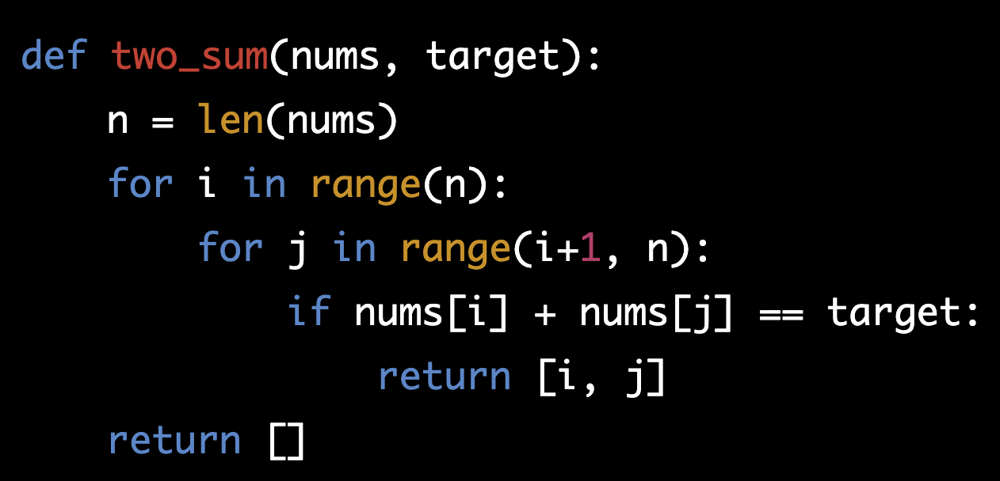 def two_sum(nums, target):
    n = len(nums)
    for i in range(n):
        for j in range(i+1, n):
            if nums[i] + nums[j] == target:
                return [i, j]
    return []